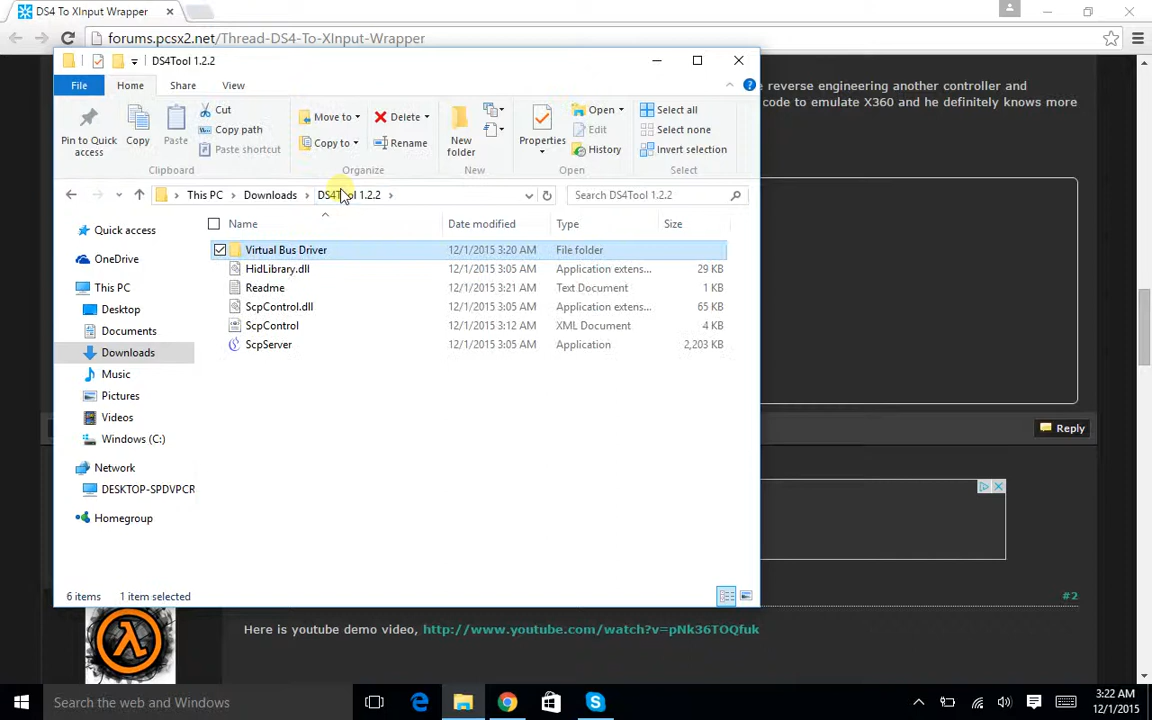 DS4 To XInput Wrapper
forums.pcsx2.net/Thread-DS4-To-XInput-Wrapper
DS4Tool 1.2.2
File
Home
Share
View
e reverse engineering another controller and
code to emulate X360 and he definitely knows more
Pin to Quick access
Copy
Paste
Cut
Copy path
Paste shortcut
Clipboard
Move to
Copy to
Delete
Rename
Organize
New folder
New
Properties
Open
Edit
History
Open
Select all
Select none
Invert selection
Select
This PC
Downloads
DS4Tool 1.2.2
Search DS4Tool 1.2.2
Name
Date modified
Type
Size
Quick access
OneDrive
This PC
Desktop
Documents
Downloads
Music
Pictures
Videos
Windows (C:)
Network
DESKTOP-SPDVPCR
Homegroup
Virtual Bus Driver 12/1/2015 3:20 AM File folder
HidLibrary.dll 12/1/2015 3:05 AM Application extens... 29 KB
Readme 12/1/2015 3:21 AM Text Document 1 KB
ScpControl.dll 12/1/2015 3:05 AM Application extens... 65 KB
ScpControl 12/1/2015 3:12 AM XML Document 4 KB
ScpServer 12/1/2015 3:05 AM Application 2,203 KB
Reply
6 items
1 item selected
#2
Here is youtube demo video, http://www.youtube.com/watch?v=pNk36TOQfuk
Search the web and Windows
3:22 AM
12/1/2015